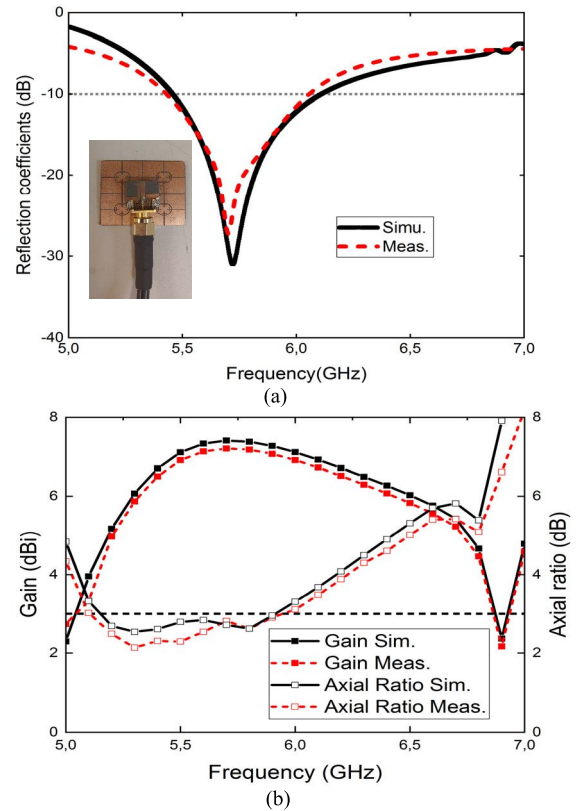 0
-10
-20
-30
-40
Reflection coefficients (dB)
Simu.
Meas.
5,0 5,5 6,0 6,5 7,0
Frequency(GHz)
(a)
8
6
4
2
0
Gain (dBi)
8
6
4
2
0
Axial ratio (dB)
Gain Sim.
Gain Meas.
Axial Ratio Sim.
Axial Ratio Meas.
5,0 5,5 6,0 6,5 7,0
Frequency (GHz)
(b)